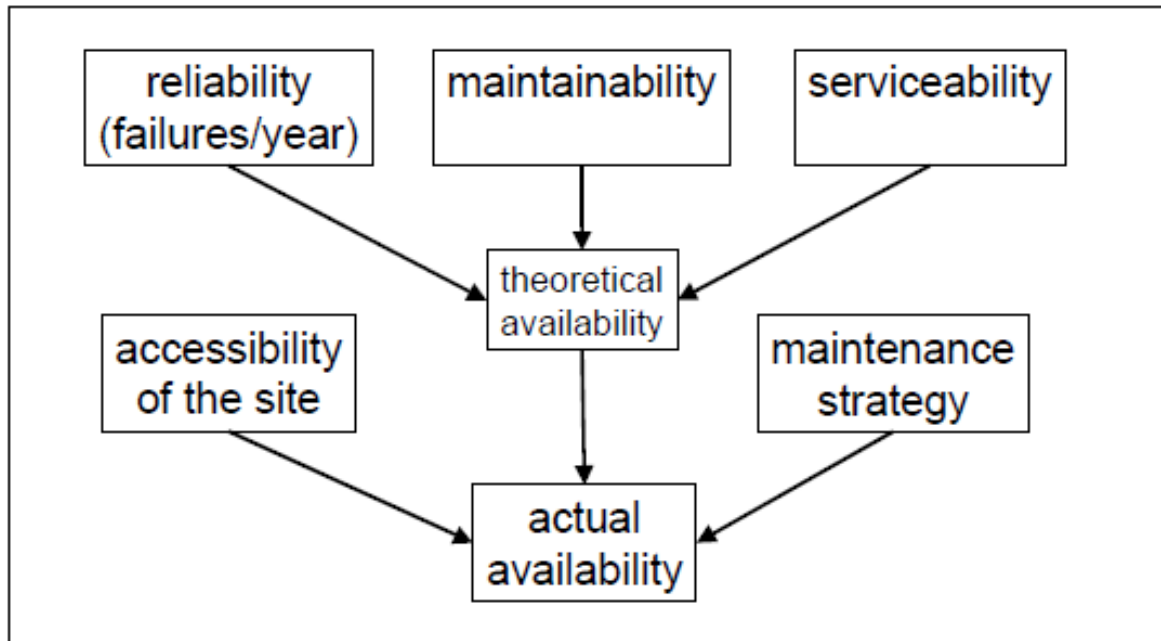 reliability
(failures/year)
maintainability
serviceability
theoretical
availability
accessibility
of the site
maintenance
strategy
actual
availability